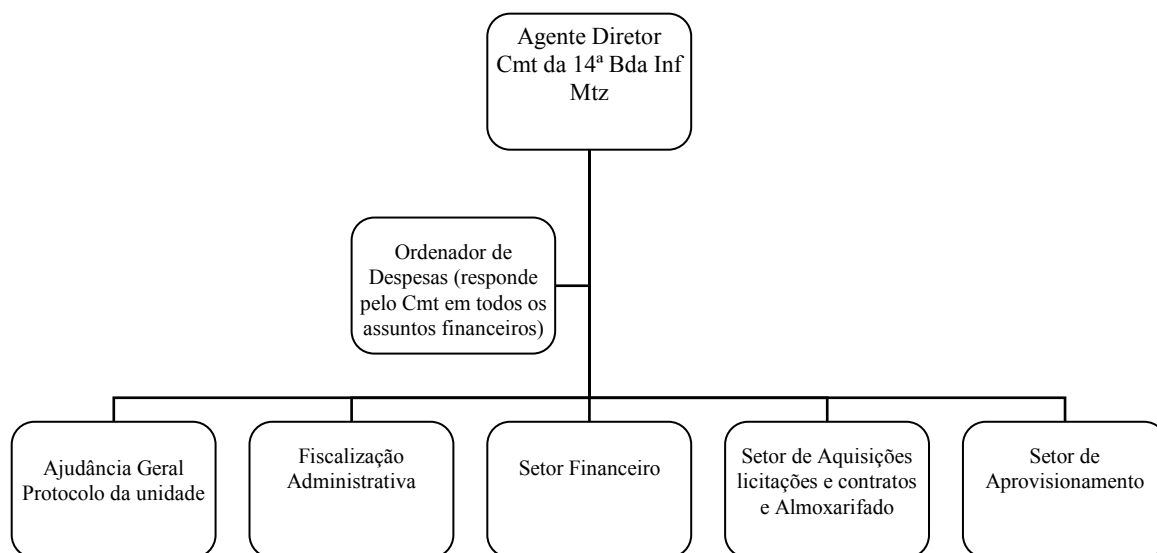 Agente Diretor
Cmt da 14ª Bda Inf
Mtz
Ordenador de
Despesas (responde
pelo Cmt em todos os
assuntos financeiros)
Ajudância Geral
Protocolo da unidade
Fiscalização
Administrativa
Setor Financeiro
Setor de Aquisições
licitações e contratos
e Almoxarifado
Setor de
Aprovisionamento